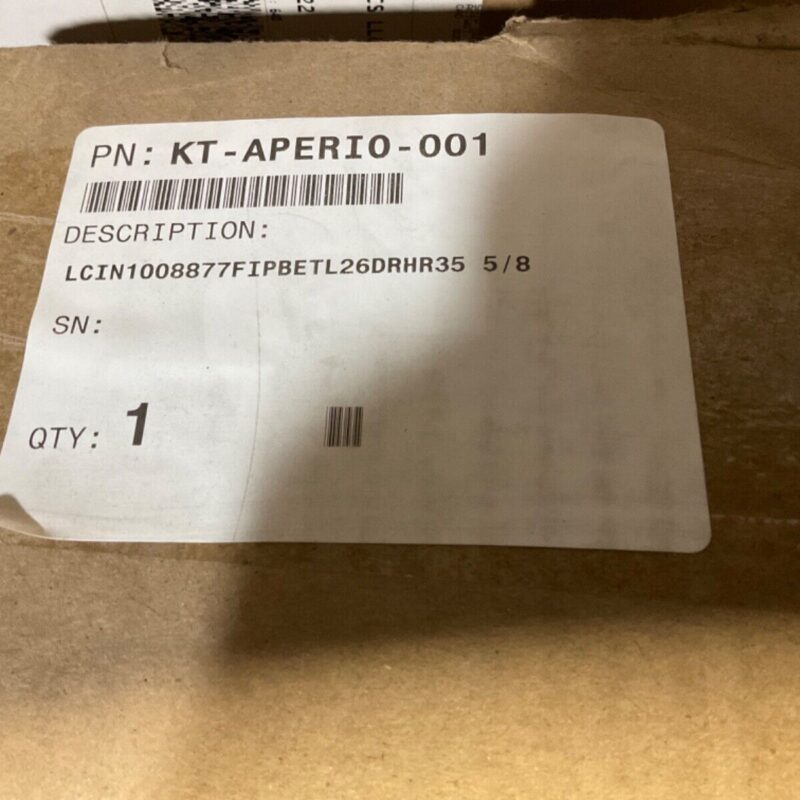 PN: KT-APERIO-001
DESCRIPTION:
LCIN1008877FIPBETL26DRHR35 5/8
SN:
QTY: 1